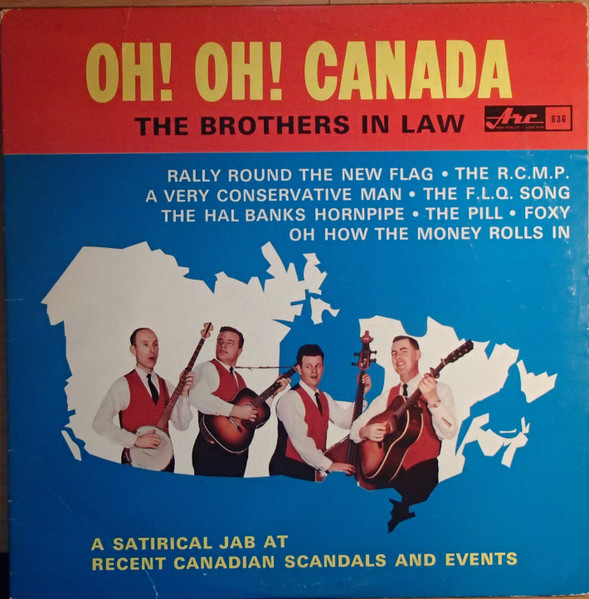 OH! OH! CANADA
THE BROTHERS IN LAW
Arc 636
RALLY ROUND THE NEW FLAG • THE R.C.M.P.
A VERY CONSERVATIVE MAN • THE F.L.Q. SONG
THE HAL BANKS HORNPIPE • THE PILL • FOXY
OH HOW THE MONEY ROLLS IN
A SATIRICAL JAB AT
RECENT CANADIAN SCANDALS AND EVENTS